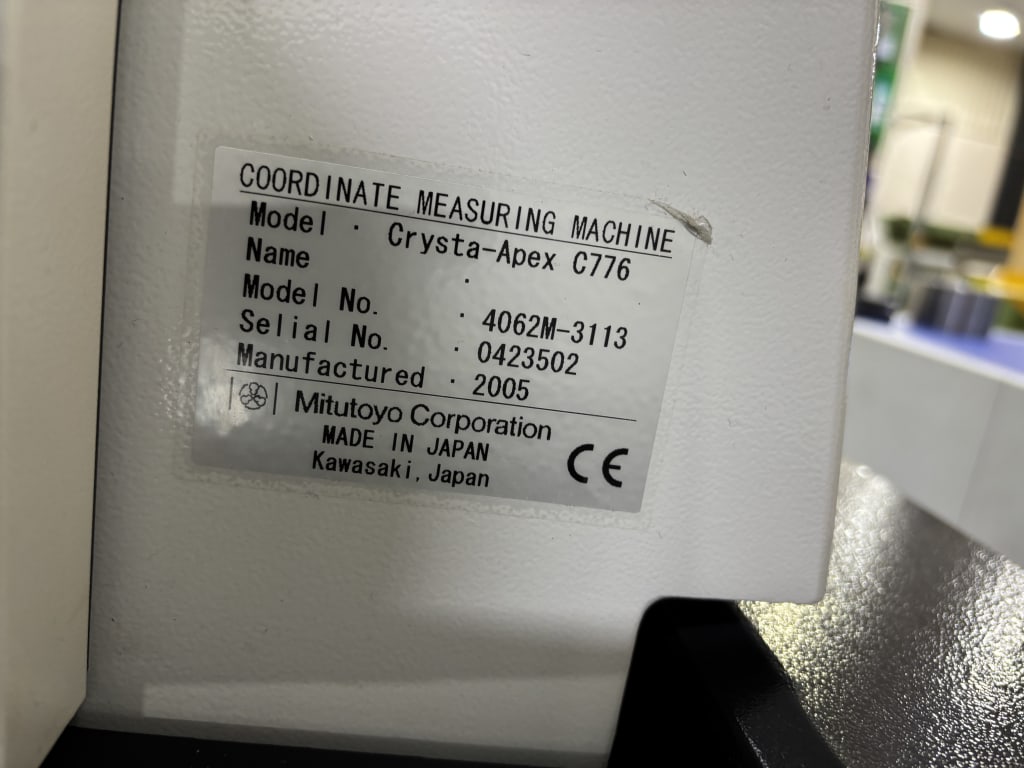 COORDINATE MEASURING MACHINE
Model · Crysta-Apex C776
Name ·
Model No. · 4062M-3113
Selial No. · 0423502
Manufactured · 2005
Mitutoyo Corporation
MADE IN JAPAN
Kawasaki, Japan
CE